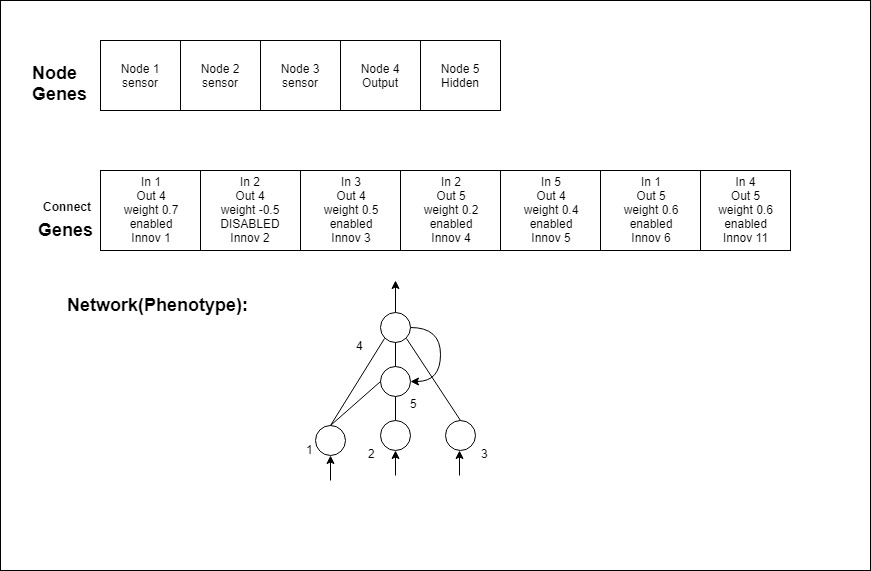 Node
Genes
Node 1
sensor
Node 2
sensor
Node 3
sensor
Node 4
Output
Node 5
Hidden
Connect
Genes
In 1
Out 4
weight 0.7
enabled
Innov 1
In 2
Out 4
weight -0.5
DISABLED
Innov 2
In 3
Out 4
weight 0.5
enabled
Innov 3
In 2
Out 5
weight 0.2
enabled
Innov 4
In 5
Out 4
weight 0.4
enabled
Innov 5
In 1
Out 5
weight 0.6
enabled
Innov 6
In 4
Out 5
weight 0.6
enabled
Innov 11
Network(Phenotype):
4
5
1
2
3